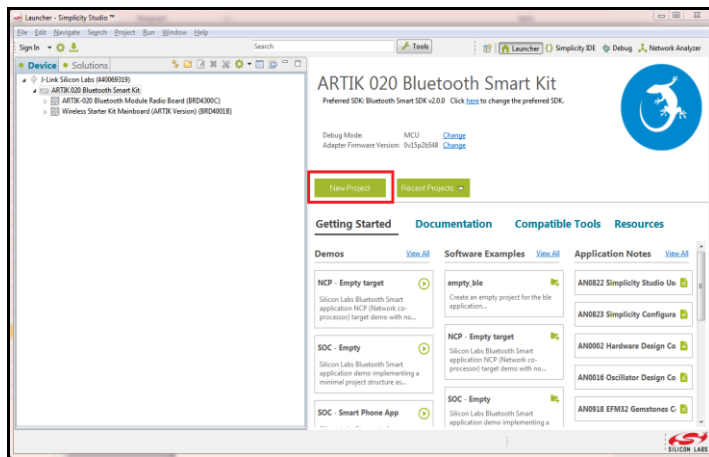 Launcher - Simplicity Studio ™
File Edit Navigate Search Project Run Window Help
Sign In
Search
Tools
Launcher
Simplicity IDE
Debug
Network Analyzer
Device
Solutions
J-Link Silicon Labs (440069319)
ARTIK 020 Bluetooth Smart Kit
ARTIK-020 Bluetooth Module Radio Board (BRD4300C)
Wireless Starter Kit Mainboard (ARTIK Version) (BRD4001B)
ARTIK 020 Bluetooth Smart Kit
Preferred SDK: Bluetooth Smart SDK v2.0.0 Click here to change the preferred SDK.
Debug Mode: MCU Change
Adapter Firmware Version: 0v15p2b548 Change
New Project
Recent Projects
Getting Started Documentation Compatible Tools Resources
Demos View All
NCP - Empty target
Silicon Labs Bluetooth Smart
application NCP (Network co-
processor) target demo with no...
SOC - Empty
Silicon Labs Bluetooth Smart
application demo implementing a
minimal project structure as...
SOC - Smart Phone App
Software Examples View All
empty_ble
Create an empty project for the ble
application...
NCP - Empty target
Silicon Labs Bluetooth Smart
application NCP (Network co-
processor) target demo with no...
SOC - Empty
Silicon Labs Bluetooth Smart
application demo implementing a
Application Notes View All
AN0822 Simplicity Studio Us
AN0823 Simplicity Configura
AN0002 Hardware Design Co
AN0016 Oscillator Design Co
AN0918 EFM32 Gemstones C
SILICON LABS